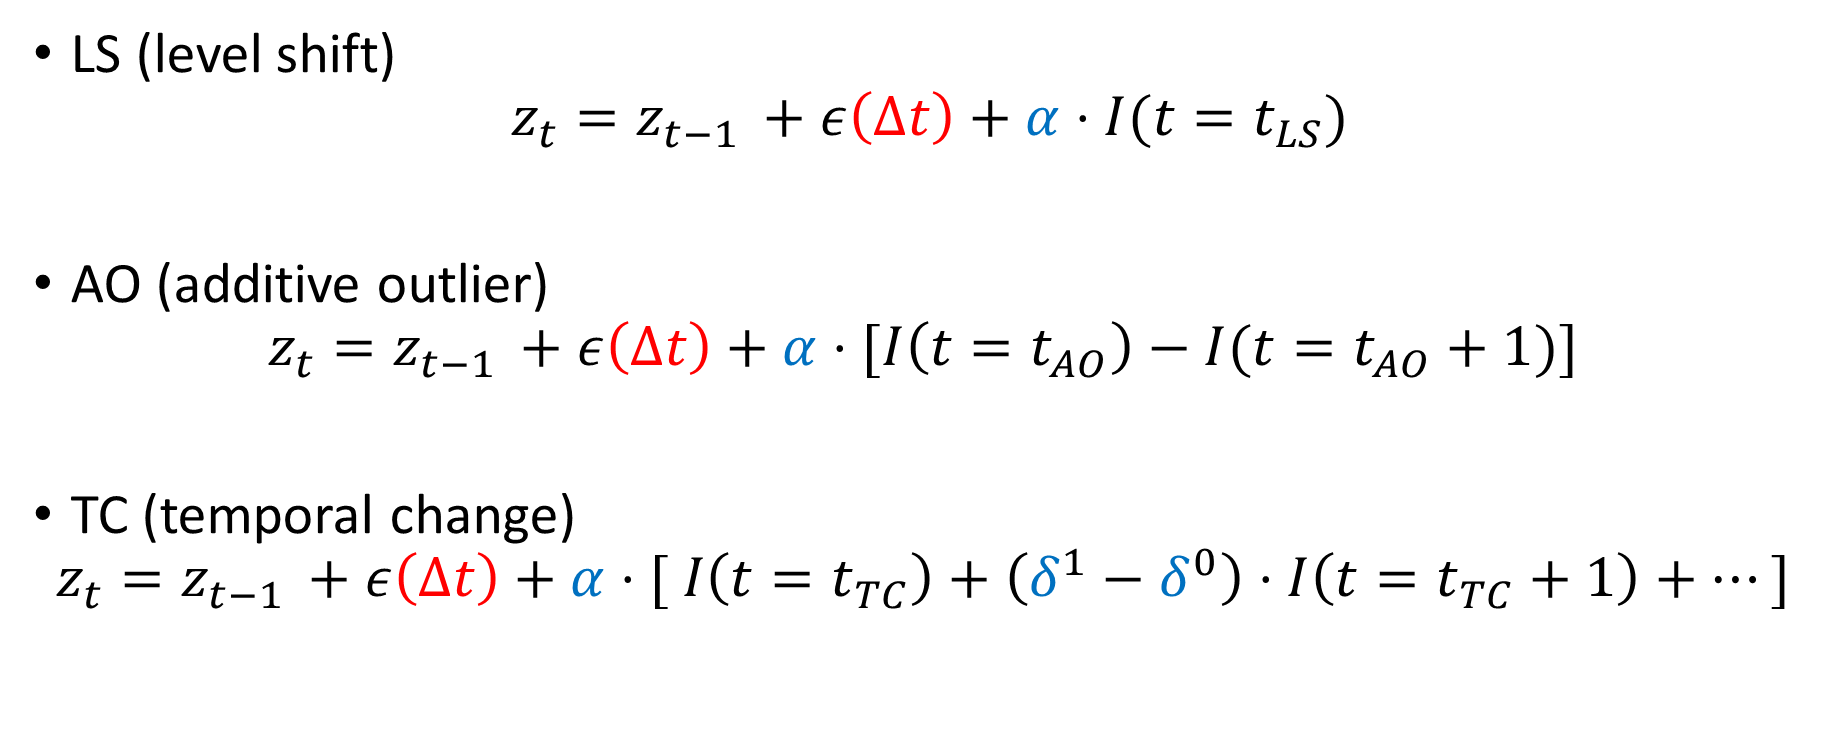 • LS (level shift)
z_t = z_{t−1} + ϵ(Δt) + α · I(t = t_{LS})
• AO (additive outlier)
z_t = z_{t−1} + ϵ(Δt) + α · [I(t = t_{AO}) − I(t = t_{AO} + 1)]
• TC (temporal change)
z_t = z_{t−1} + ϵ(Δt) + α · [ I(t = t_{TC}) + (δ^1 − δ^0) · I(t = t_{TC} + 1) + ⋯ ]